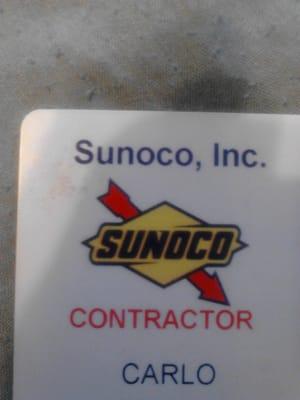 Sunoco, Inc.
SUNOCO
CONTRACTOR
CARLO